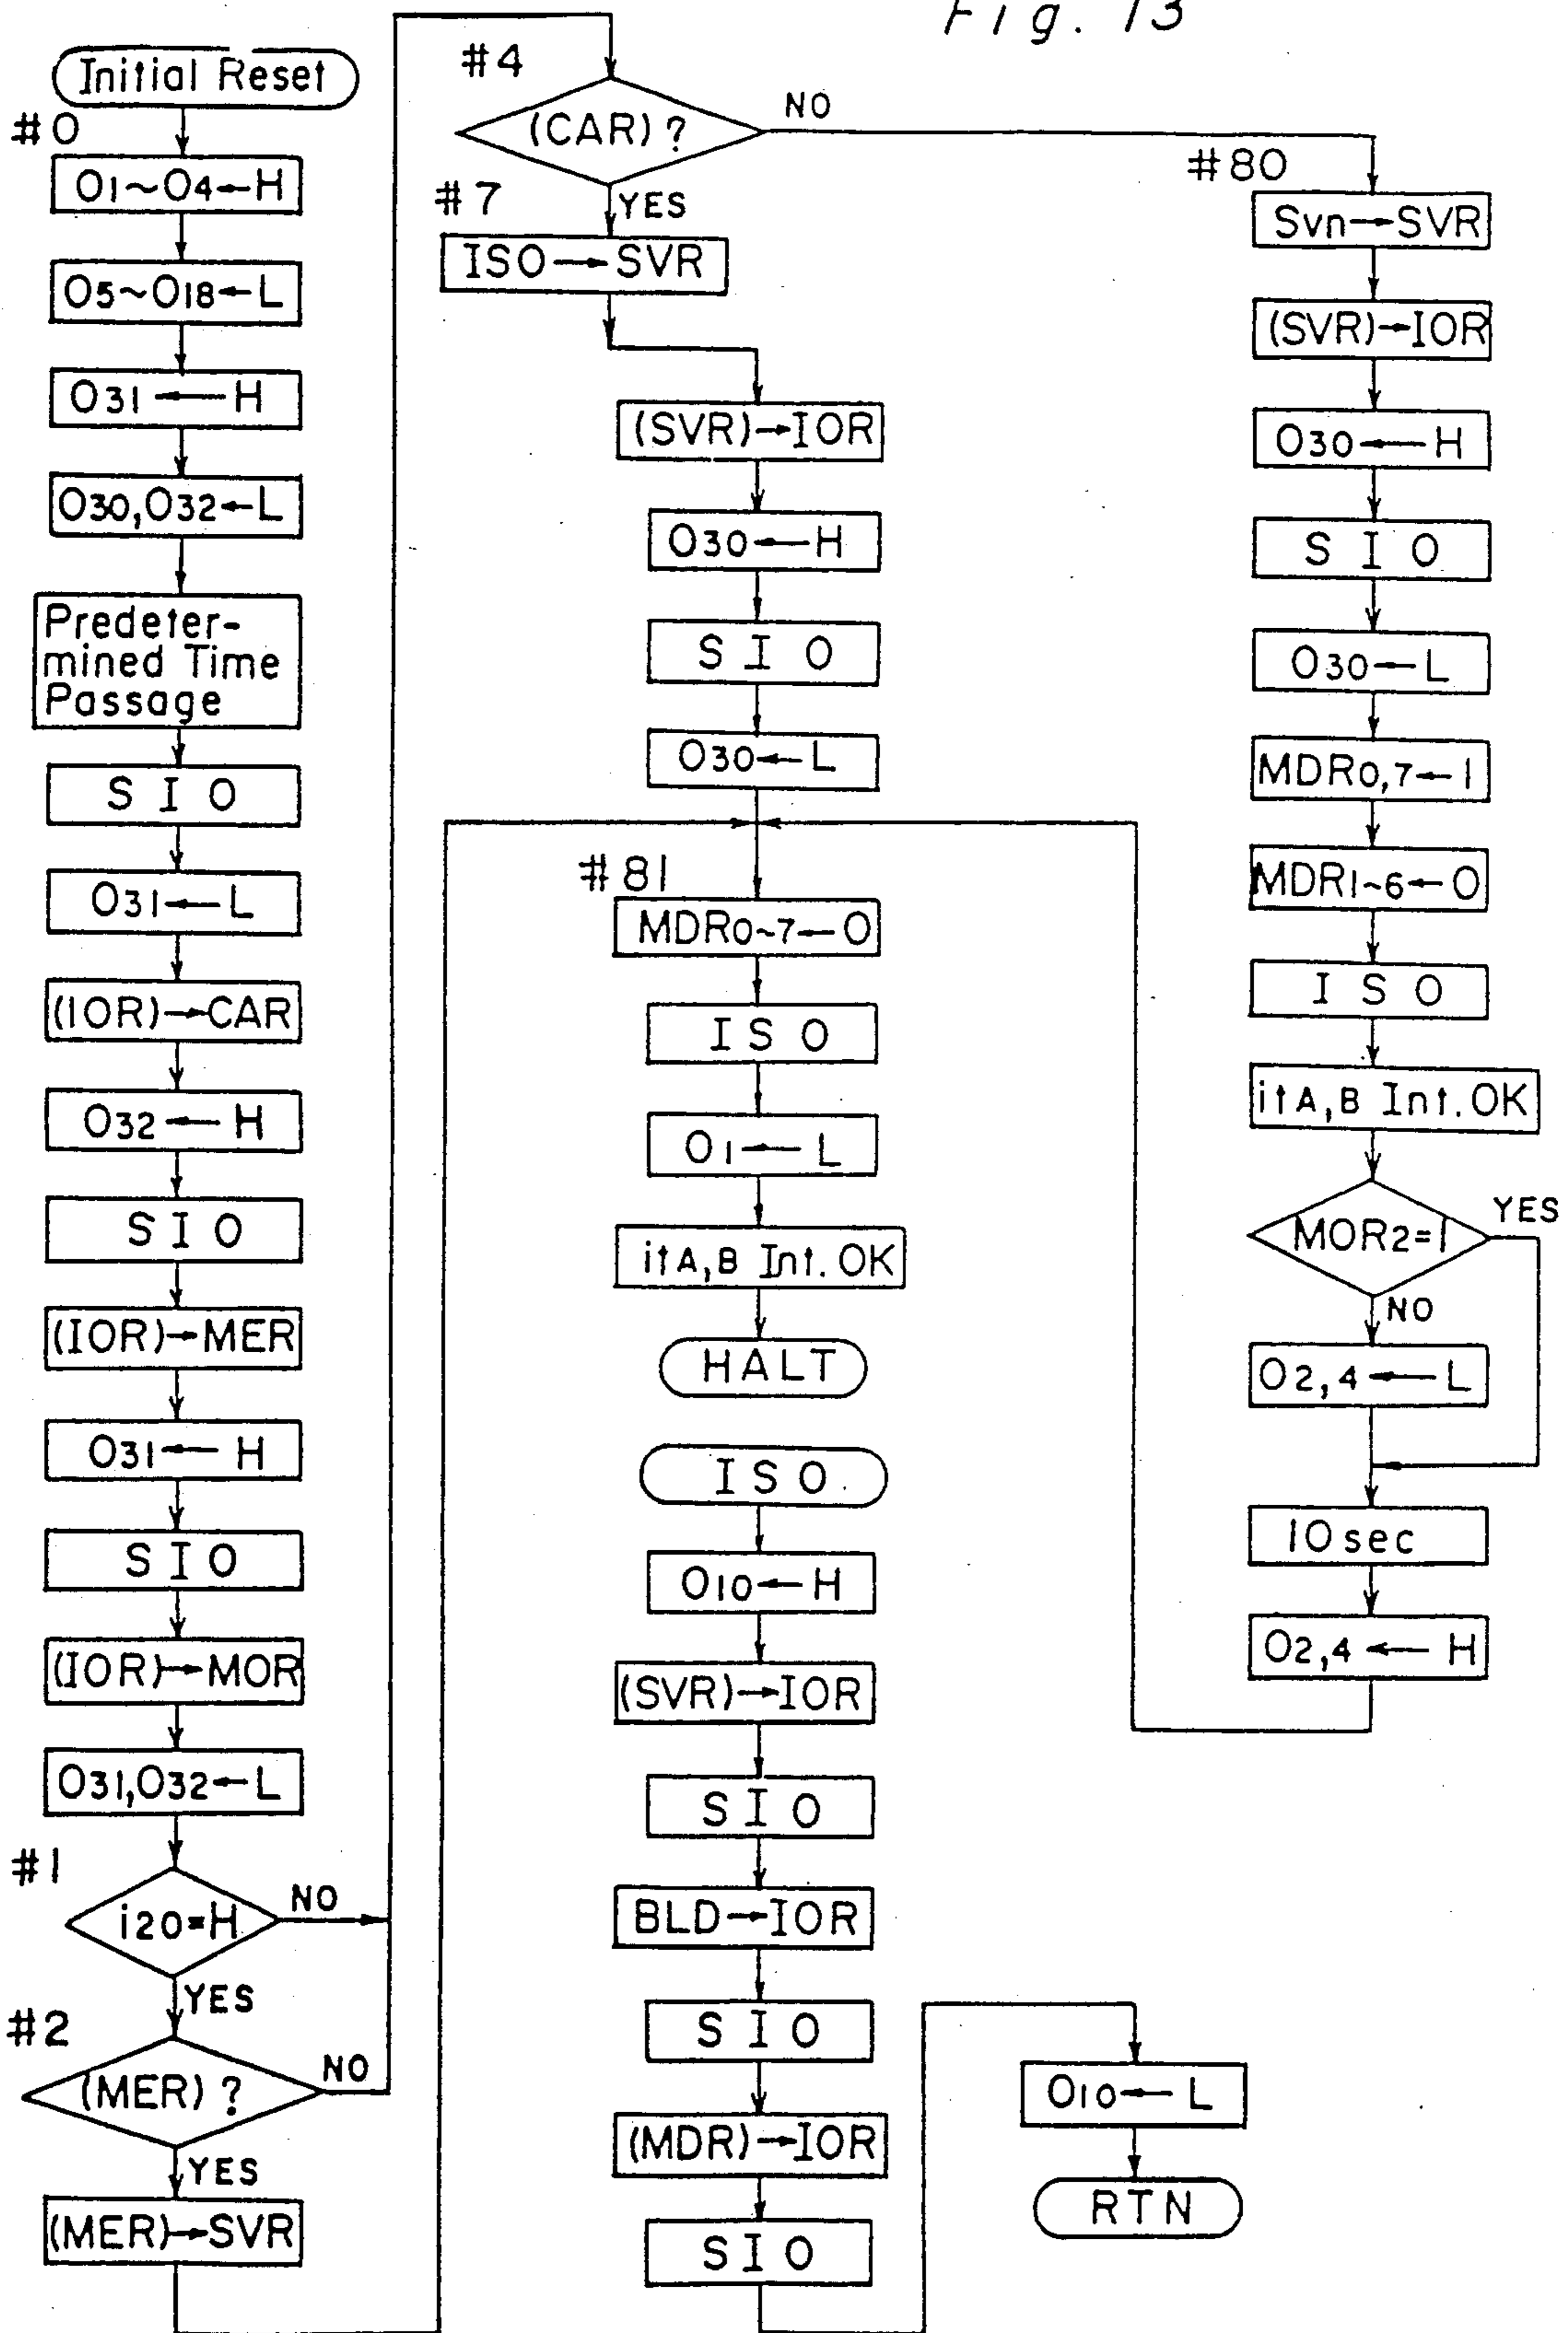 Fig. 13
Initial Reset
#0
O1~O4←H
O5~O18←L
O31←H
O30,O32←L
Predeter-
mined Time
Passage
SIO
O31←L
(IOR)→CAR
O32←H
SIO
(IOR)→MER
O31←H
SIO
(IOR)→MOR
O31,O32←L
#1
i20=H
NO
YES
#2
(MER)?
NO
YES
(MER)→SVR
#4
(CAR)?
NO
#7
YES
ISO→SVR
(SVR)→IOR
O30←H
SIO
O30←L
#81
MDR0~7←O
ISO
O1←L
itA,B Int.OK
HALT
ISO
O10←H
(SVR)→IOR
SIO
BLD→IOR
SIO
(MDR)→IOR
SIO
O10←L
RTN
#80
Svn→SVR
(SVR)→IOR
O30←H
SIO
O30←L
MDR0,7←1
MDR1~6←O
ISO
itA,B Int.OK
MOR2=1
YES
NO
O2,4←L
10sec
O2,4←H